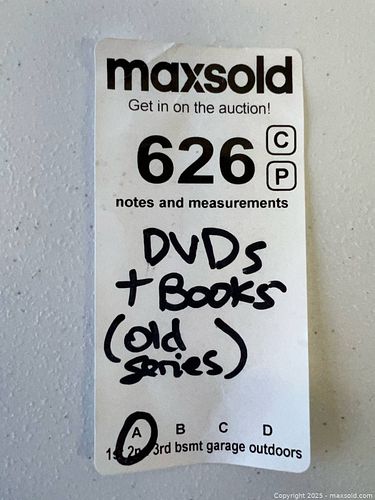 maxsold
Get in on the auction!
626 C
P
notes and measurements
DVDs
+ Books
(old
series)
A B C D
1st 2nd 3rd bsmt garage outdoors
Copyright 2025 - maxsold.com